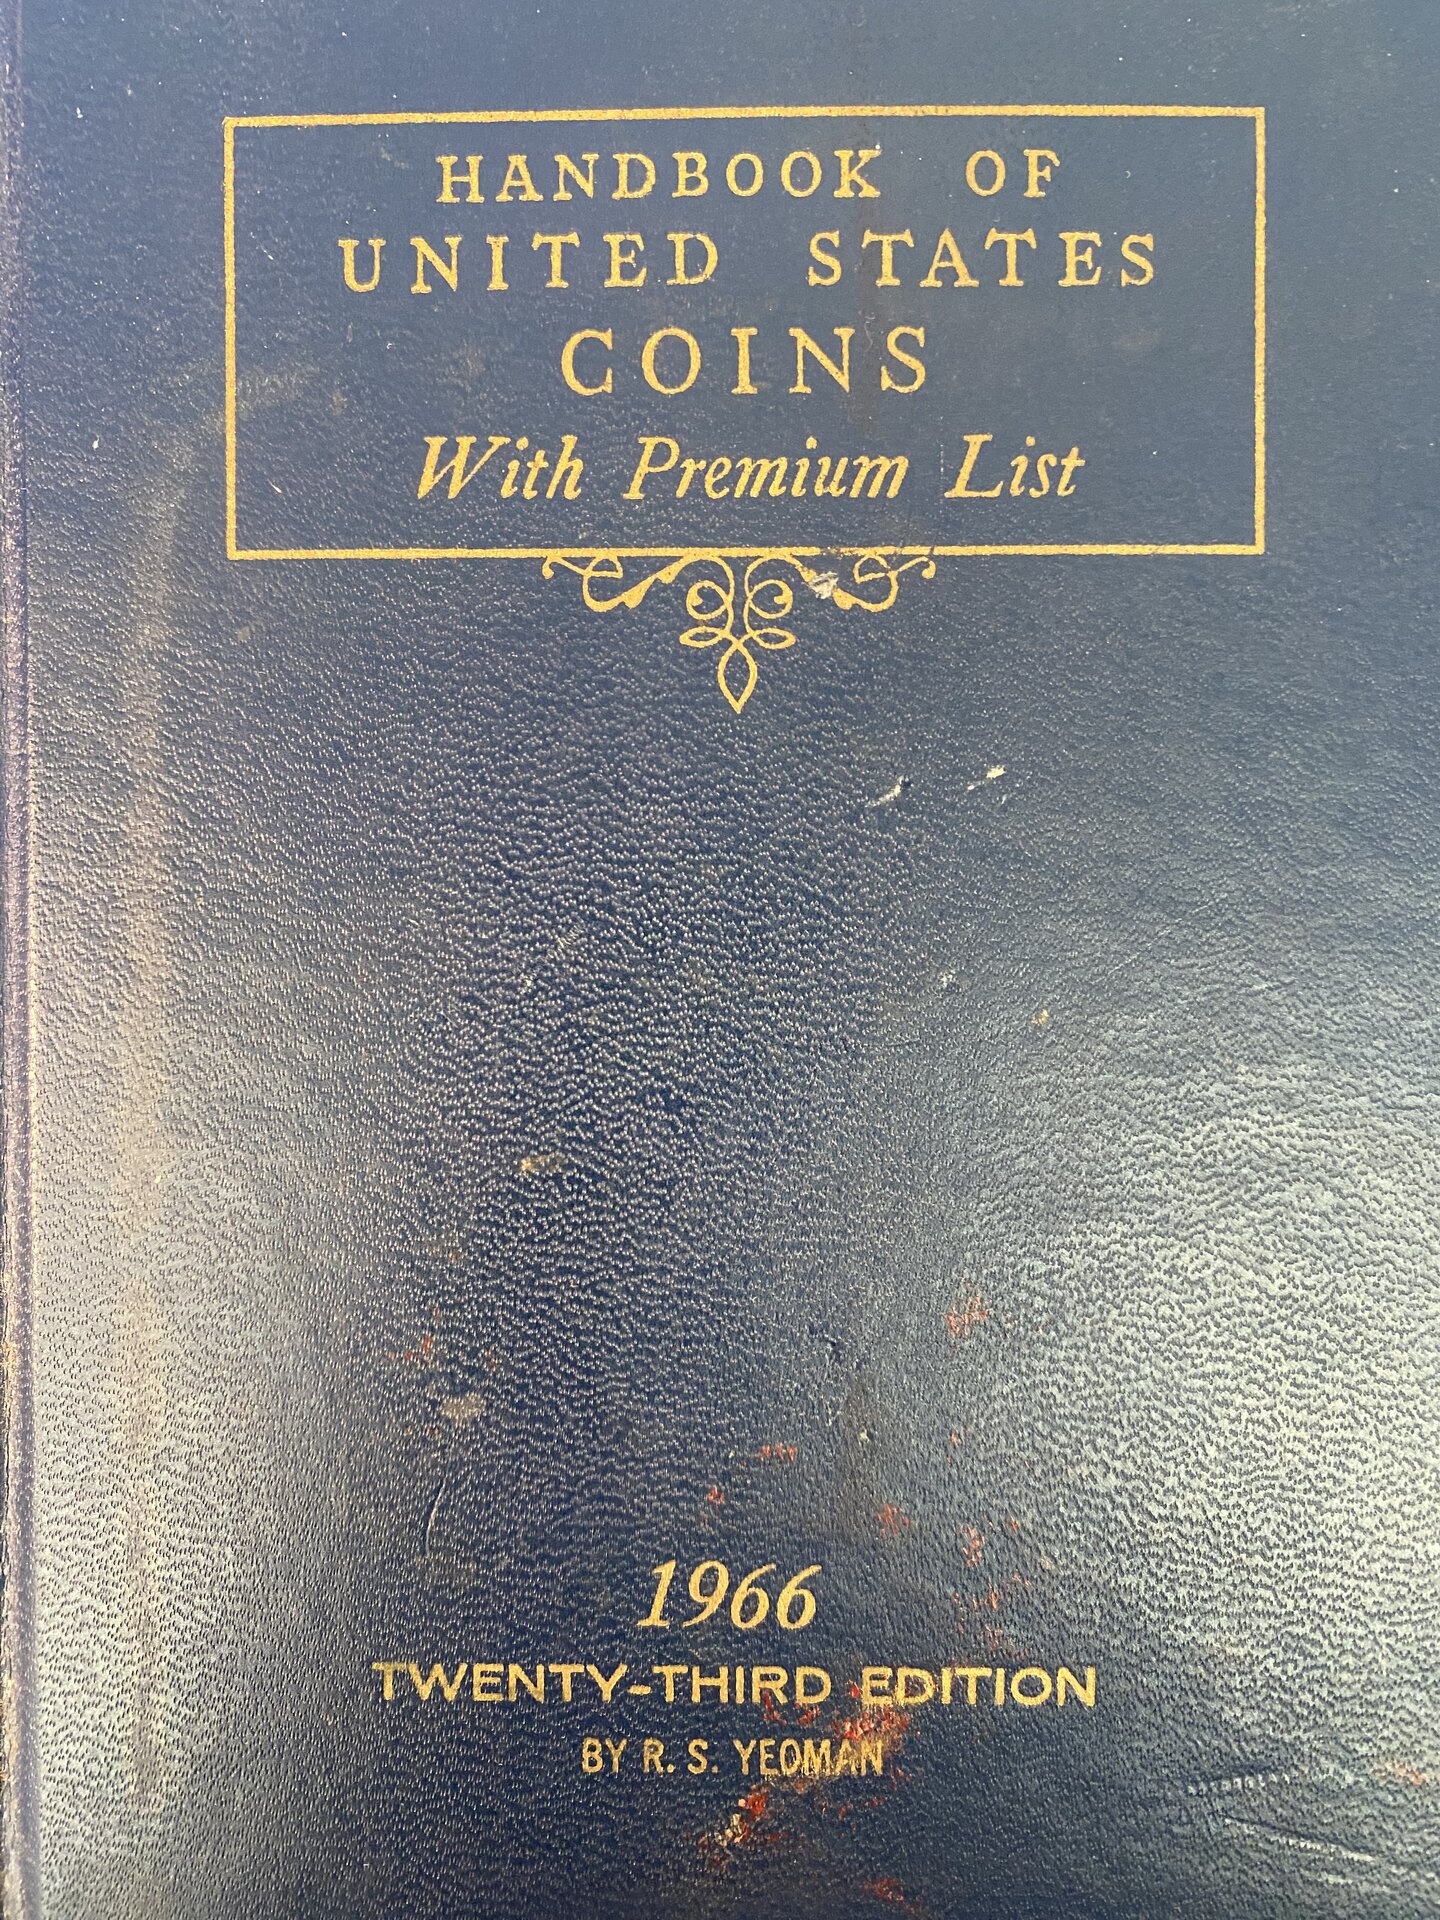 HANDBOOK OF
UNITED STATES
COINS
With Premium List
1966
TWENTY-THIRD EDITION
BY R. S. YEOMAN